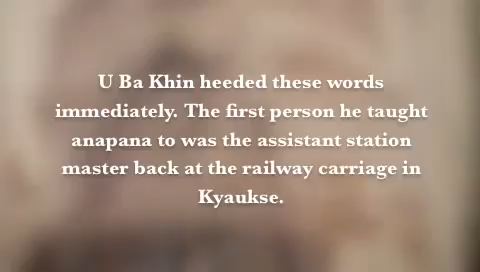 U Ba Khin heeded these words
immediately. The first person he taught
anapana to was the assistant station
master back at the railway carriage in
Kyaukse.